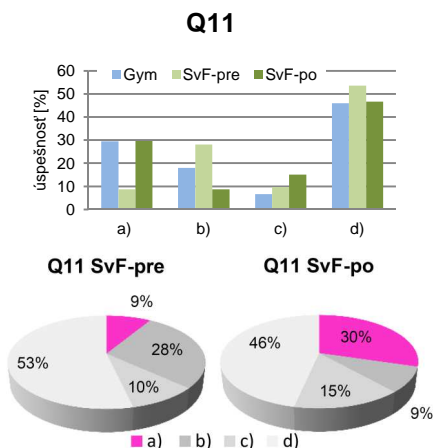 Q11
Gym SvF-pre SvF-po
úspešnosť [%]
60
50
40
30
20
10
0
a) b) c) d)
Q11 SvF-pre
9%
28%
10%
53%
Q11 SvF-po
30%
9%
15%
46%
a) b) c) d)